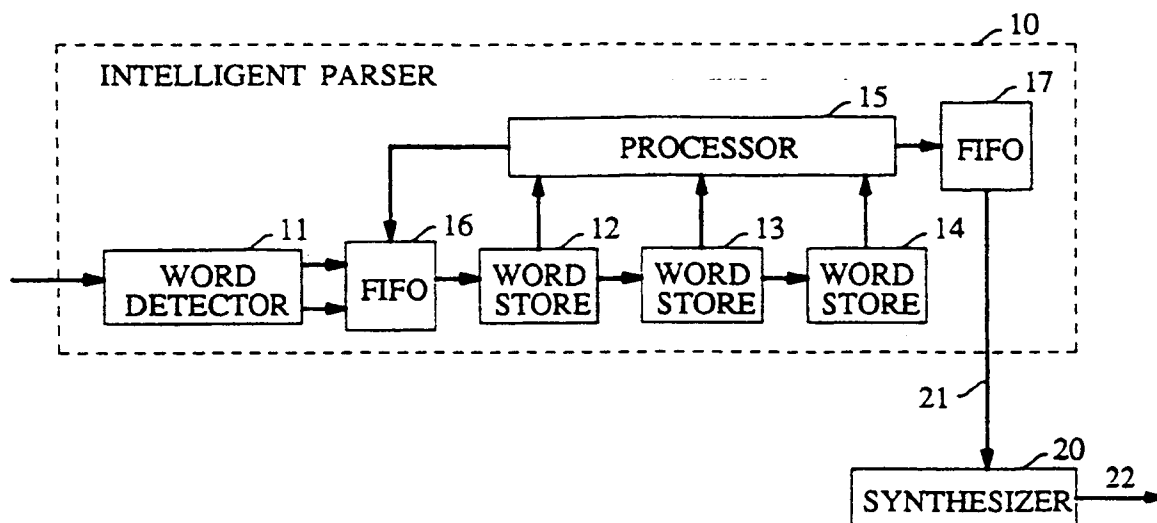 10
INTELLIGENT PARSER
15
17
PROCESSOR
FIFO
11
16
12
13
14
WORD
DETECTOR
FIFO
WORD
STORE
WORD
STORE
WORD
STORE
21
20
22
SYNTHESIZER